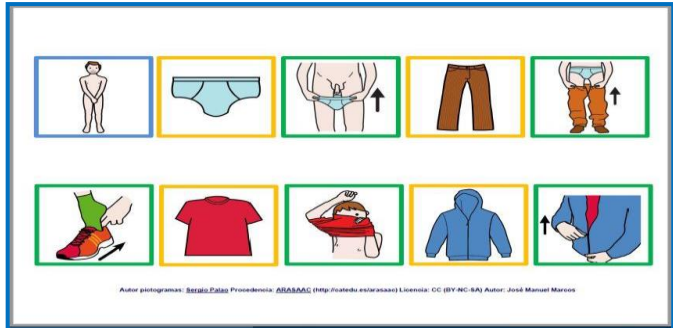 Autor pictogramas: Sergio Palao Procedencia: ARASAAC (http://catedu.es/arasaac) Licencia: CC (BY-NC-SA) Autor: José Manuel Marcos